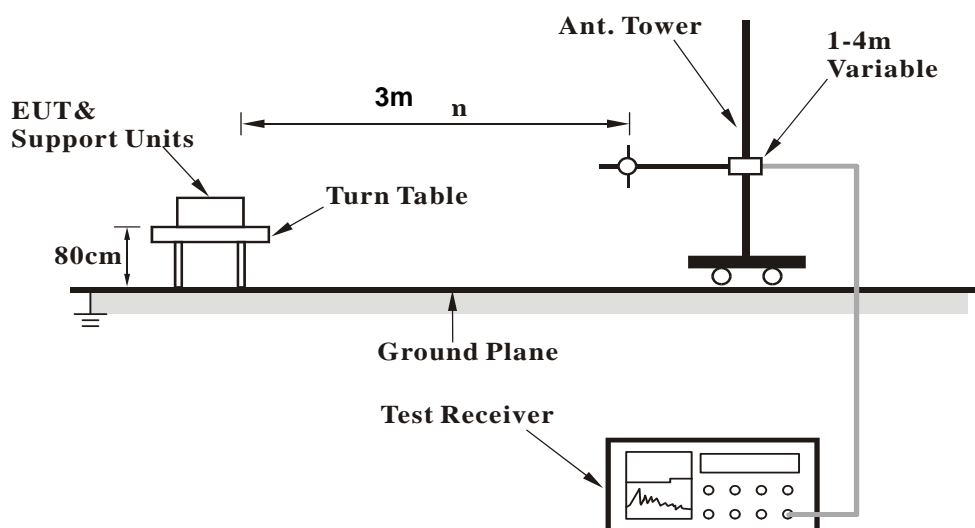 Ant. Tower
1-4m
Variable
EUT&
Support Units
3m
n
Turn Table
80cm
Ground Plane
Test Receiver